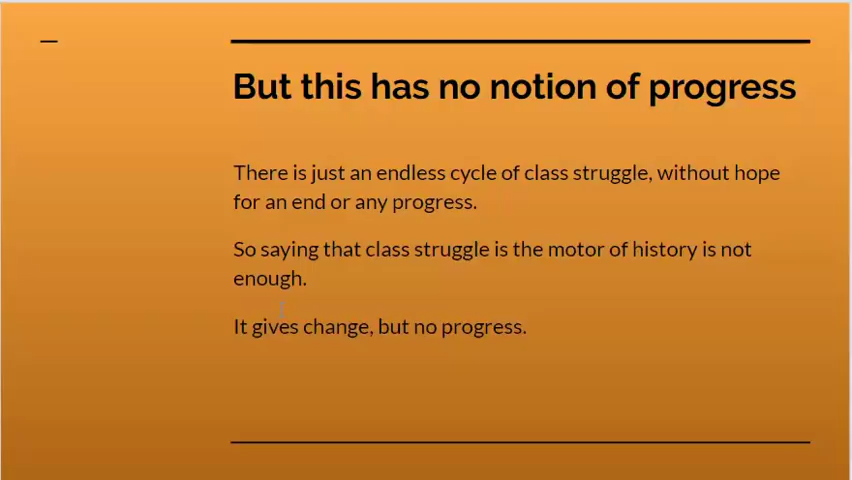 But this has no notion of progress
There is just an endless cycle of class struggle, without hope
for an end or any progress.
So saying that class struggle is the motor of history is not
enough.
It gives change, but no progress.